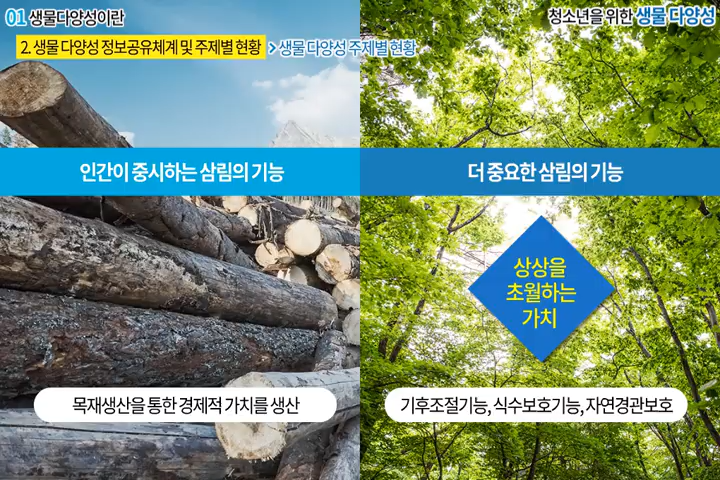 01 생물다양성이란
청소년을 위한 생물 다양성
2. 생물 다양성 정보공유체계 및 주제별 현황 > 생물 다양성 주제별 현황
인간이 중시하는 삼림의 기능
더 중요한 삼림의 기능
상상을
초월하는
가치
목재생산을 통한 경제적 가치를 생산
기후조절기능, 식수보호기능, 자연경관보호